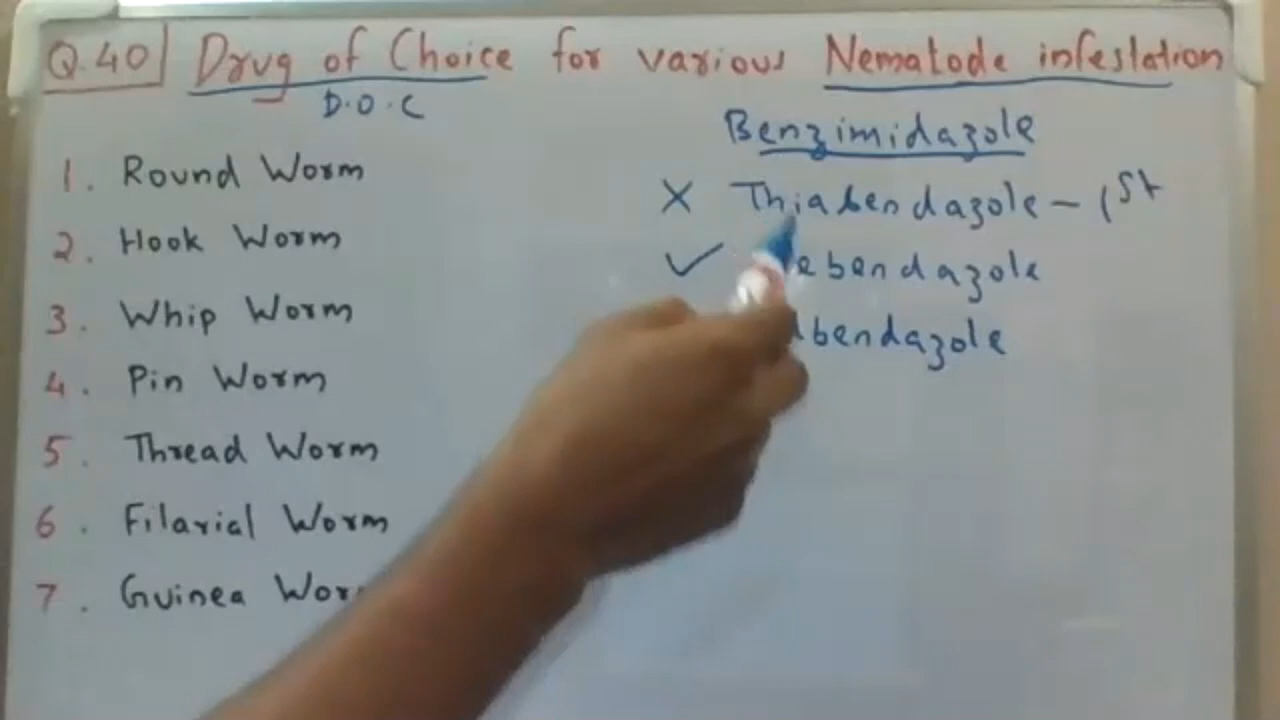 Q.40 Drug of Choice for various Nematode infestation
D.O.C
1. Round Worm
2. Hook Worm
3. Whip Worm
4. Pin Worm
5. Thread Worm
6. Filarial Worm
7. Guinea Wor
Benzimidazole
X Thiabendazole - 1st
✓ ebendazole
lbendazole